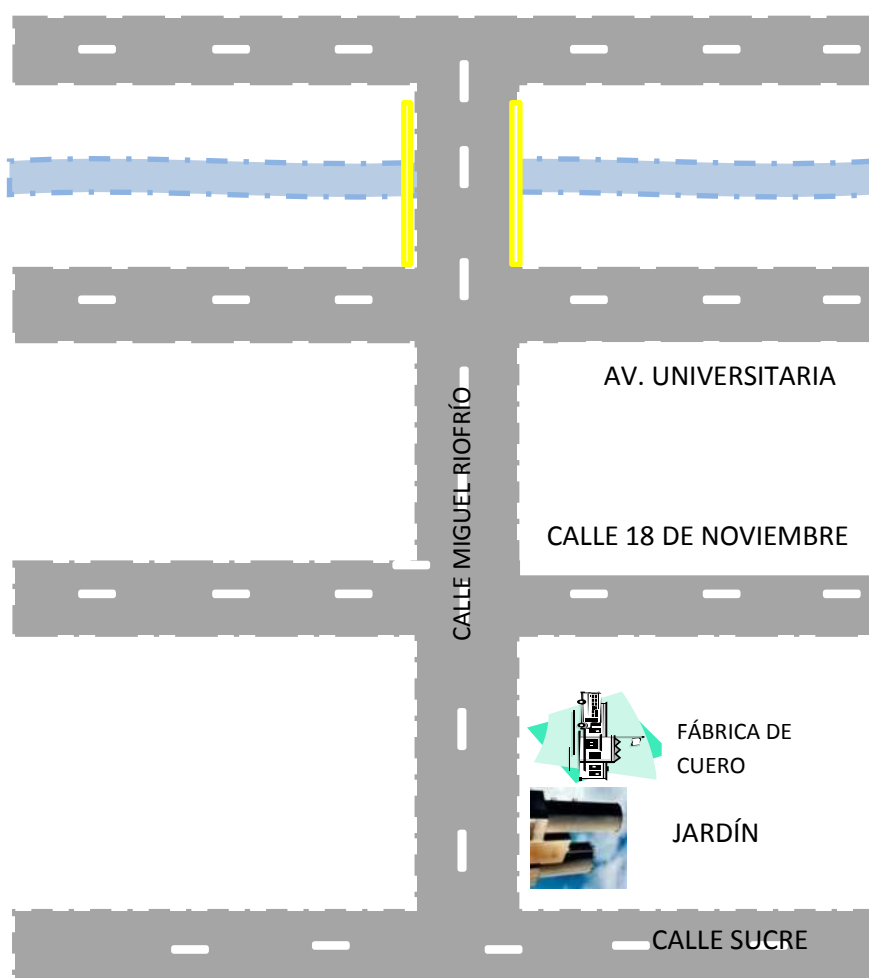 AV. UNIVERSITARIA
CALLE MIGUEL RIOFRÍO
CALLE 18 DE NOVIEMBRE
FÁBRICA DE
CUERO
JARDÍN
CALLE SUCRE